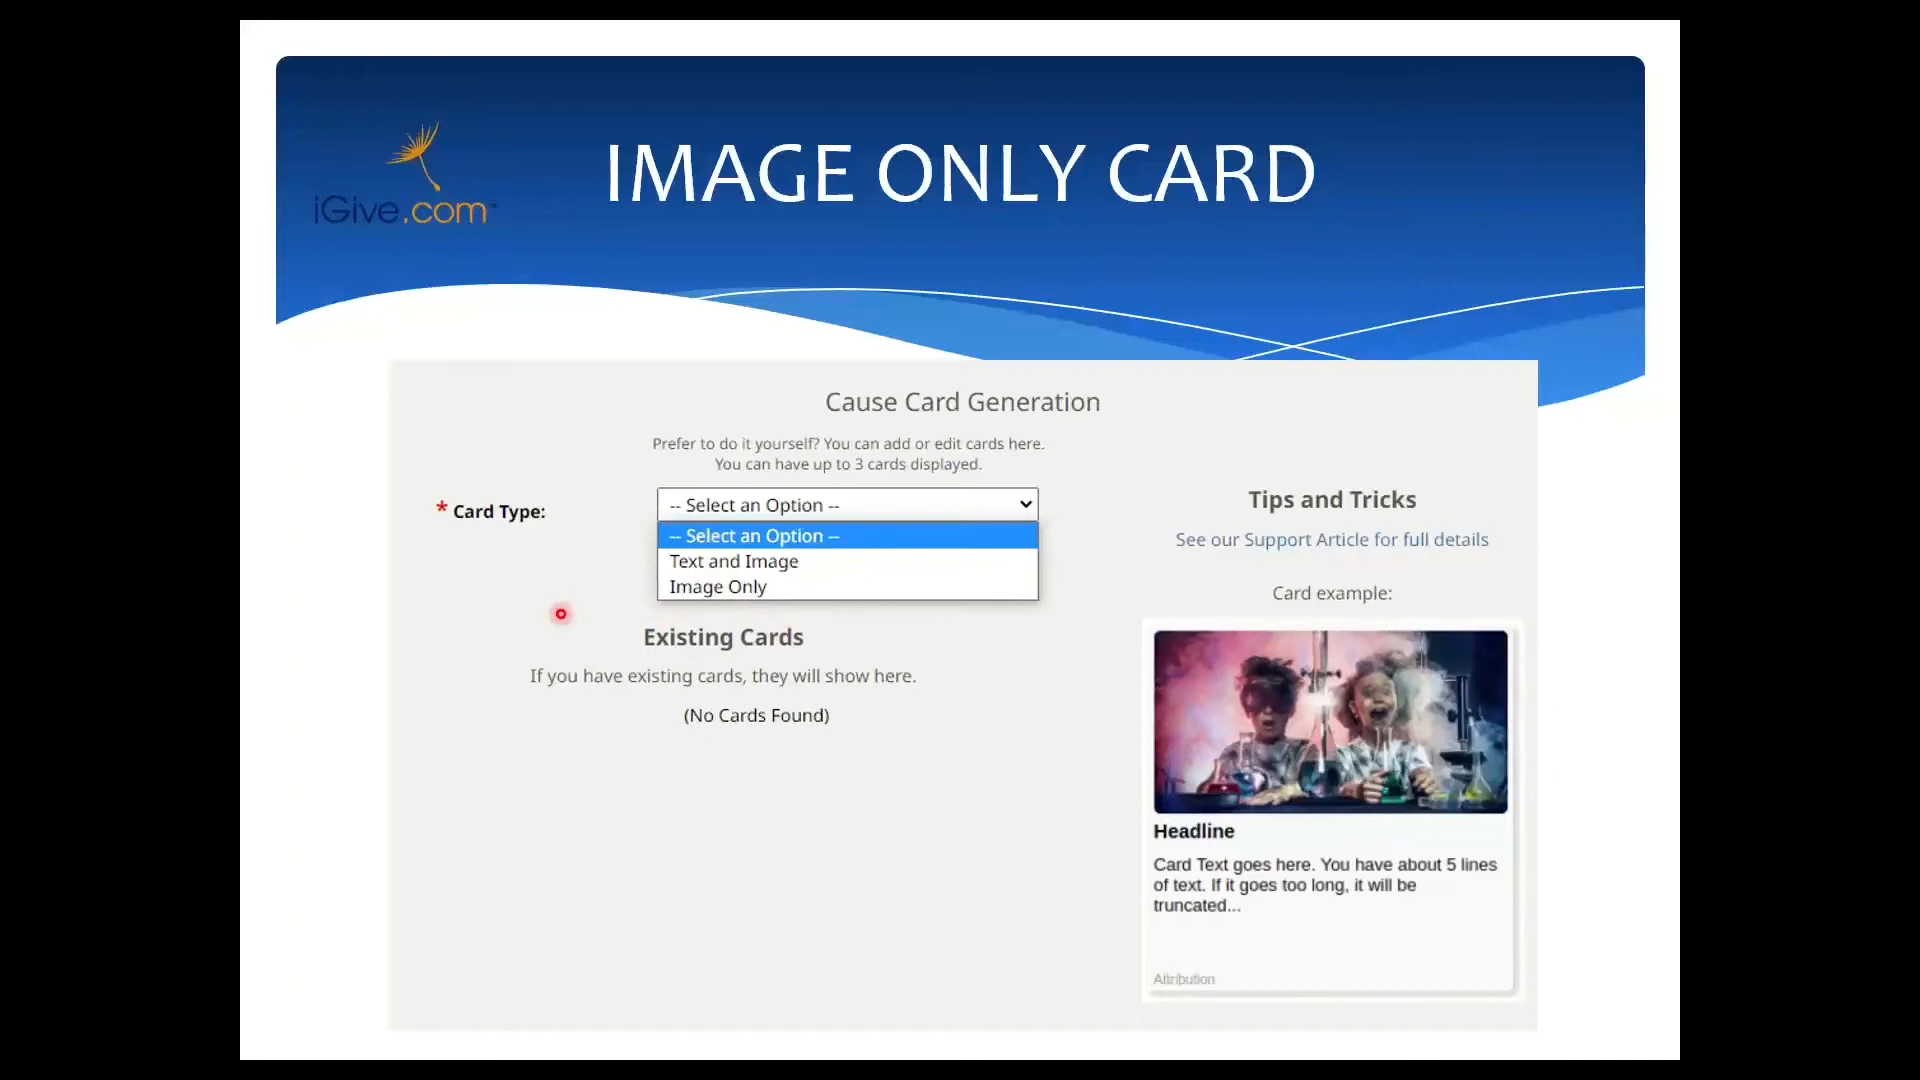 iGive.com
IMAGE ONLY CARD
Cause Card Generation
Prefer to do it yourself? You can add or edit cards here.
You can have up to 3 cards displayed.
* Card Type:
-- Select an Option --
-- Select an Option --
Text and Image
Image Only
Existing Cards
If you have existing cards, they will show here.
(No Cards Found)
Tips and Tricks
See our Support Article for full details
Card example:
Headline
Card Text goes here. You have about 5 lines
of text. If it goes too long, it will be
truncated...
Attribution